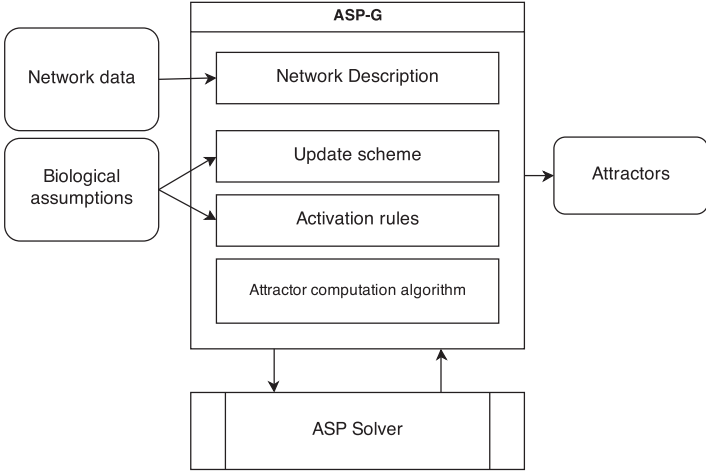 ASP-G
Network data
Network Description
Biological
assumptions
Update scheme
Activation rules
Attractor computation algorithm
Attractors
ASP Solver